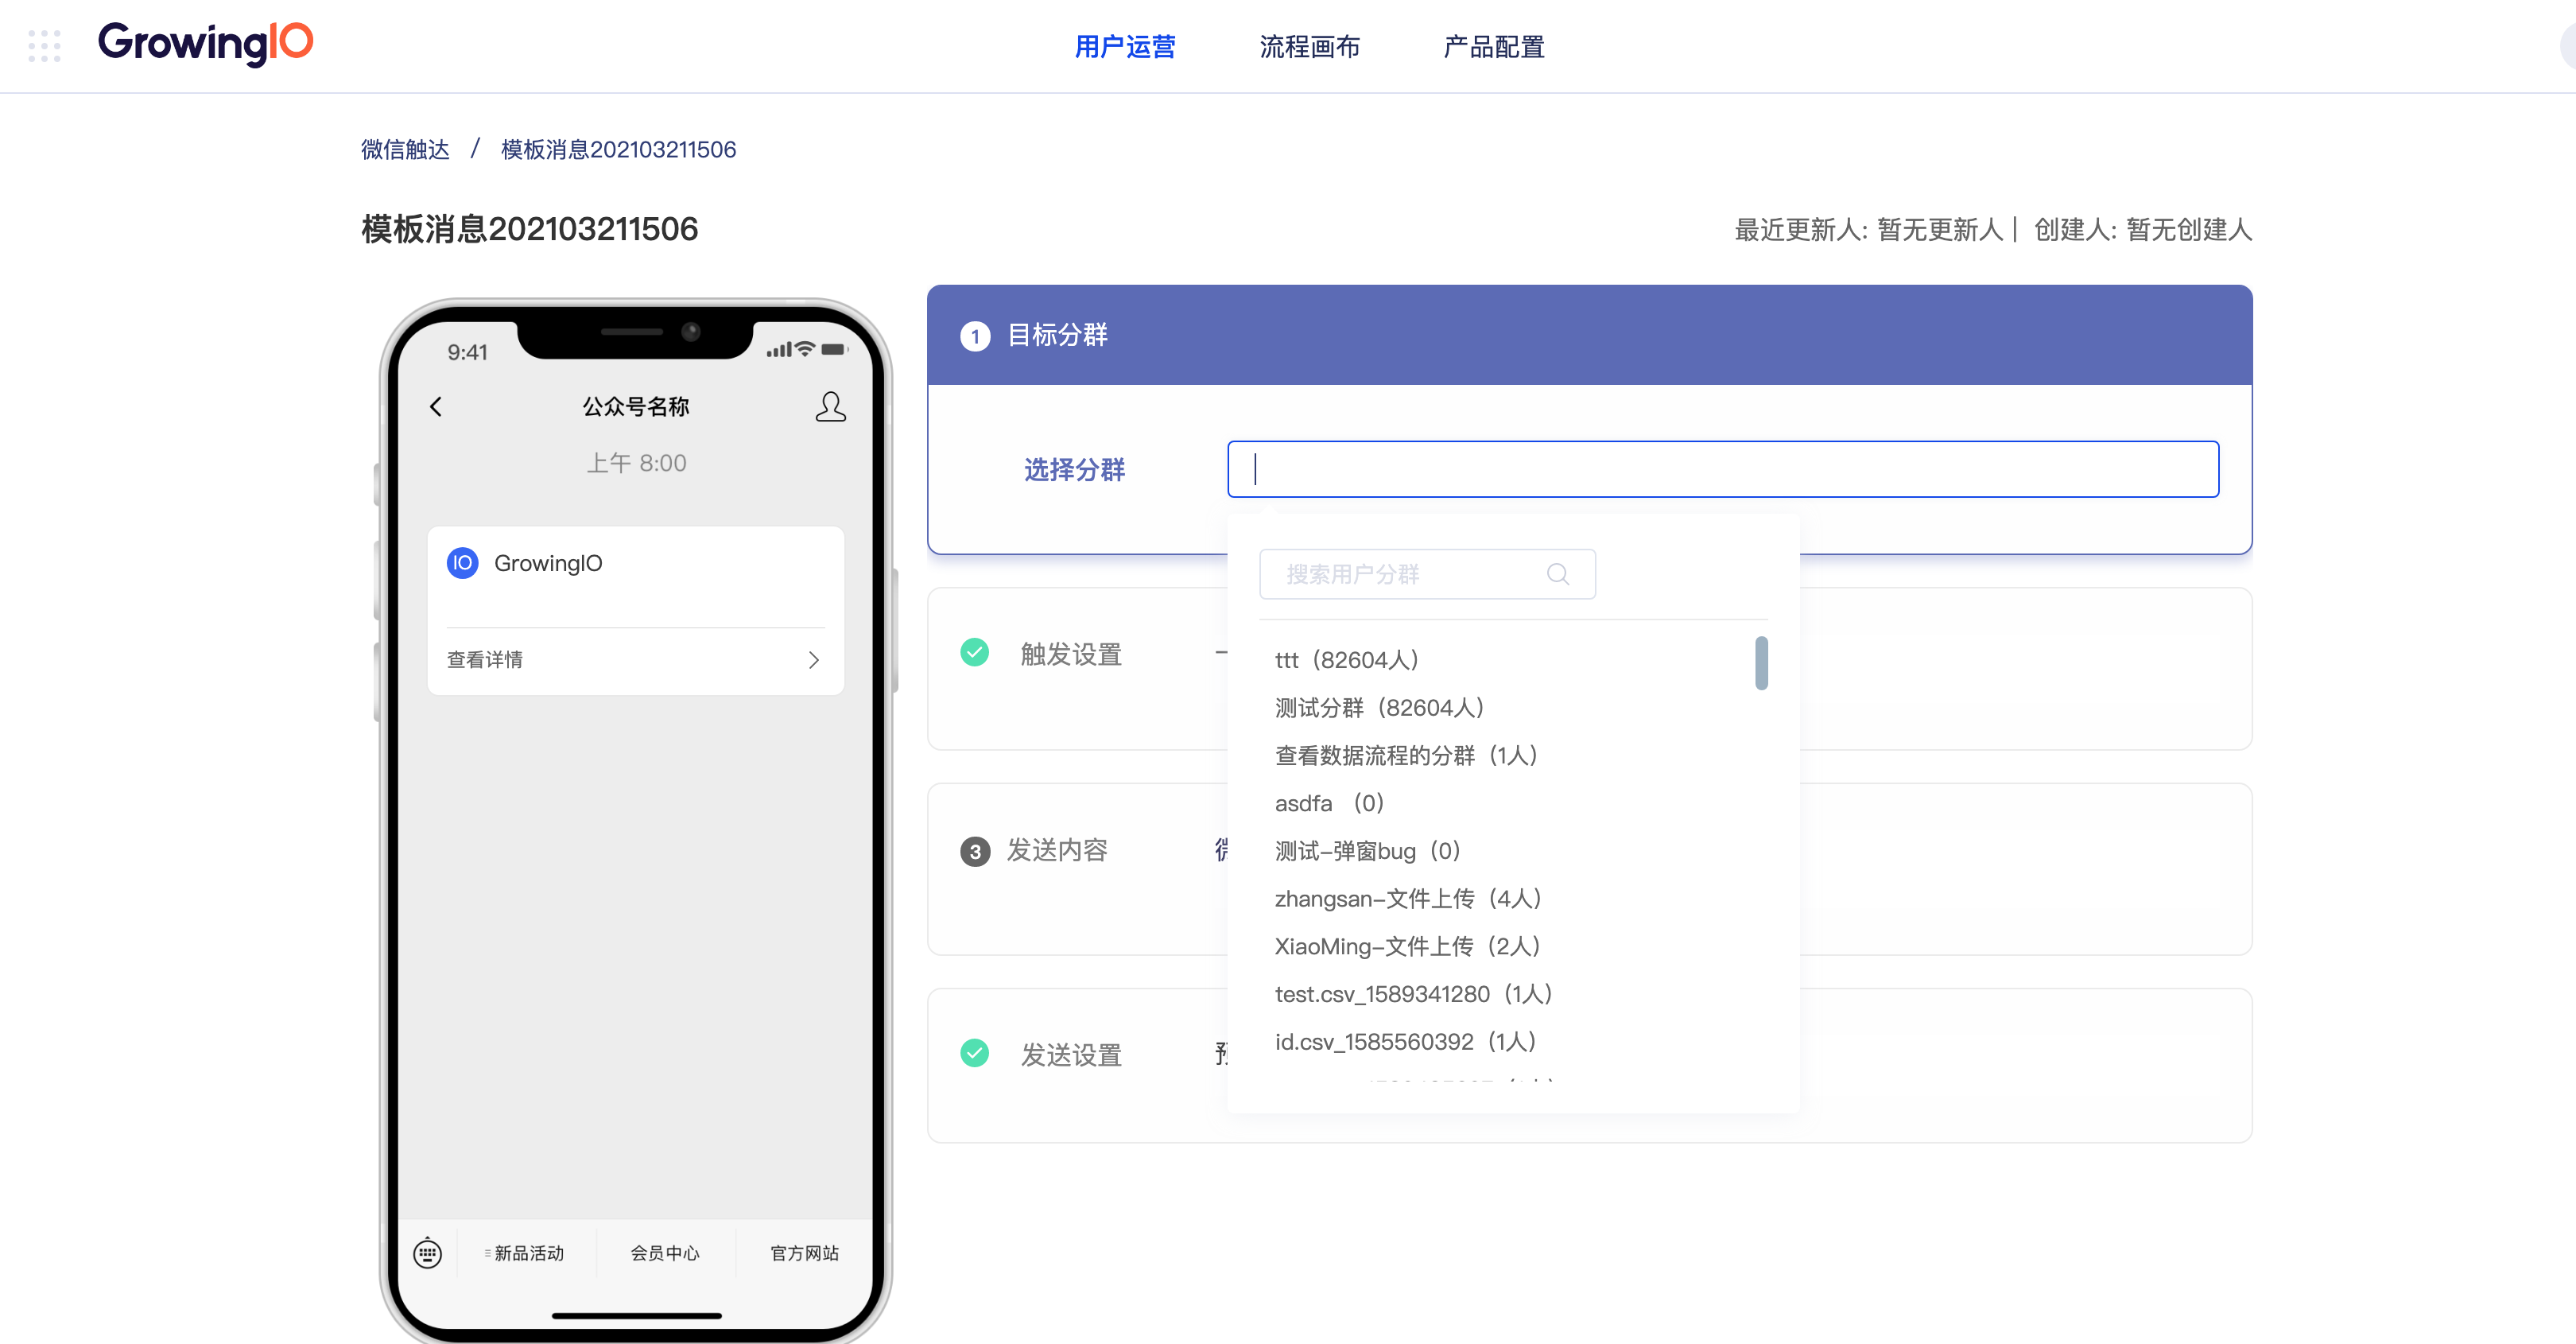 GrowingIO
用户运营 流程画布 产品配置
微信触达 / 模板消息202103211506
模板消息202103211506
最近更新人: 暂无更新人 | 创建人: 暂无创建人
9:41
公众号名称
上午 8:00
IO GrowingIO
查看详情
新品活动 会员中心 官方网站
1 目标分群
选择分群
搜索用户分群
ttt（82604人）
测试分群（82604人）
查看数据流程的分群（1人）
asdfa （0）
测试-弹窗bug（0）
zhangsan-文件上传（4人）
XiaoMing-文件上传（2人）
test.csv_1589341280（1人）
id.csv_1585560392（1人）
触发设置
3 发送内容
发送设置